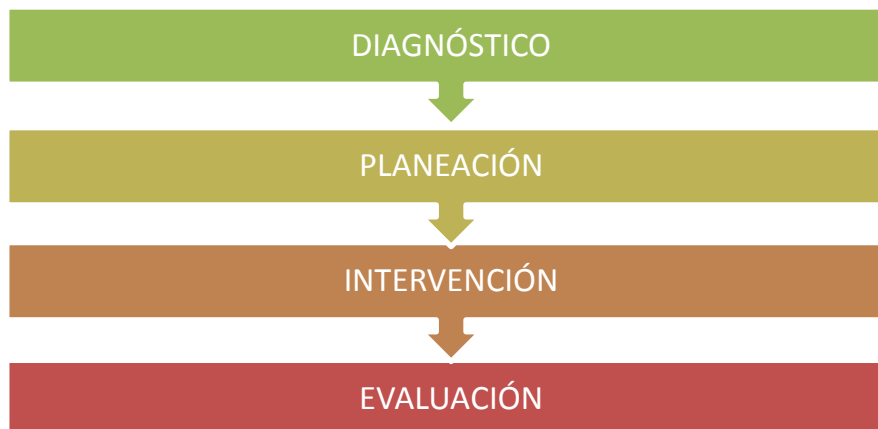 DIAGNÓSTICO
PLANEACIÓN
INTERVENCIÓN
EVALUACIÓN